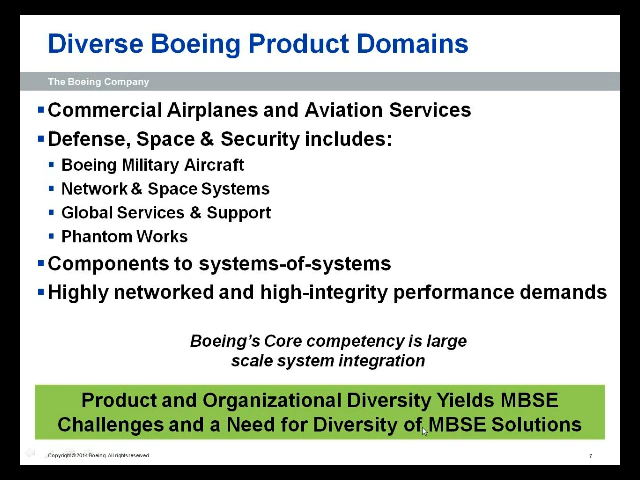 Diverse Boeing Product Domains
The Boeing Company
▪Commercial Airplanes and Aviation Services
▪Defense, Space & Security includes:
▪ Boeing Military Aircraft
▪ Network & Space Systems
▪ Global Services & Support
▪ Phantom Works
▪Components to systems-of-systems
▪Highly networked and high-integrity performance demands
Boeing’s Core competency is large
scale system integration
Product and Organizational Diversity Yields MBSE
Challenges and a Need for Diversity of MBSE Solutions
Copyright © 2014 Boeing. All rights reserved.
7